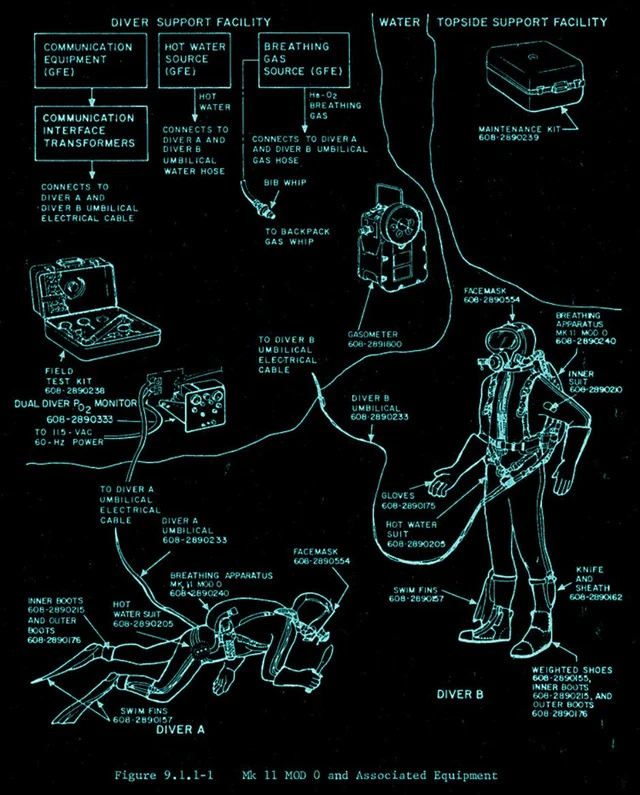 DIVER SUPPORT FACILITY
WATER
TOPSIDE SUPPORT FACILITY
COMMUNICATION
EQUIPMENT
(GFE)
HOT WATER
SOURCE
(GFE)
BREATHING
GAS
SOURCE (GFE)
HOT
WATER
He-O2
BREATHING
GAS
COMMUNICATION
INTERFACE
TRANSFORMERS
CONNECTS TO
DIVER A AND
DIVER B
UMBILICAL
WATER HOSE
CONNECTS TO DIVER A
AND DIVER B UMBILICAL
GAS HOSE
MAINTENANCE KIT
608-2890239
CONNECTS TO
DIVER A AND
DIVER B UMBILICAL
ELECTRICAL CABLE
BIB WHIP
TO BACKPACK
GAS WHIP
GASOMETER
608-2891800
FIELD
TEST KIT
608-2890238
DUAL DIVER PO2 MONITOR
608-2890333
TO 115-VAC
60-Hz POWER
TO DIVER B
UMBILICAL
ELECTRICAL
CABLE
DIVER B
UMBILICAL
608-2890233
FACEMASK
608-2890554
BREATHING
APPARATUS
MK 11 MOD 0
608-2890240
INNER
SUIT
608-2890210
GLOVES
608-2890175
HOT WATER
SUIT
608-2890205
SWIM FINS
608-2890157
KNIFE
AND
SHEATH
608-2890162
WEIGHTED SHOES
608-2890155,
INNER BOOTS
608-2890215, AND
OUTER BOOTS
608-2890176
DIVER B
TO DIVER A
UMBILICAL
ELECTRICAL
CABLE
DIVER A
UMBILICAL
608-2890233
BREATHING APPARATUS
MK 11 MOD 0
608-2890240
FACEMASK
608-2890554
INNER BOOTS
608-2890215
AND OUTER
BOOTS
608-2890176
HOT
WATER SUIT
608-2890205
SWIM FINS
608-2890157
DIVER A
Figure 9.1.1-1 Mk 11 MOD 0 and Associated Equipment